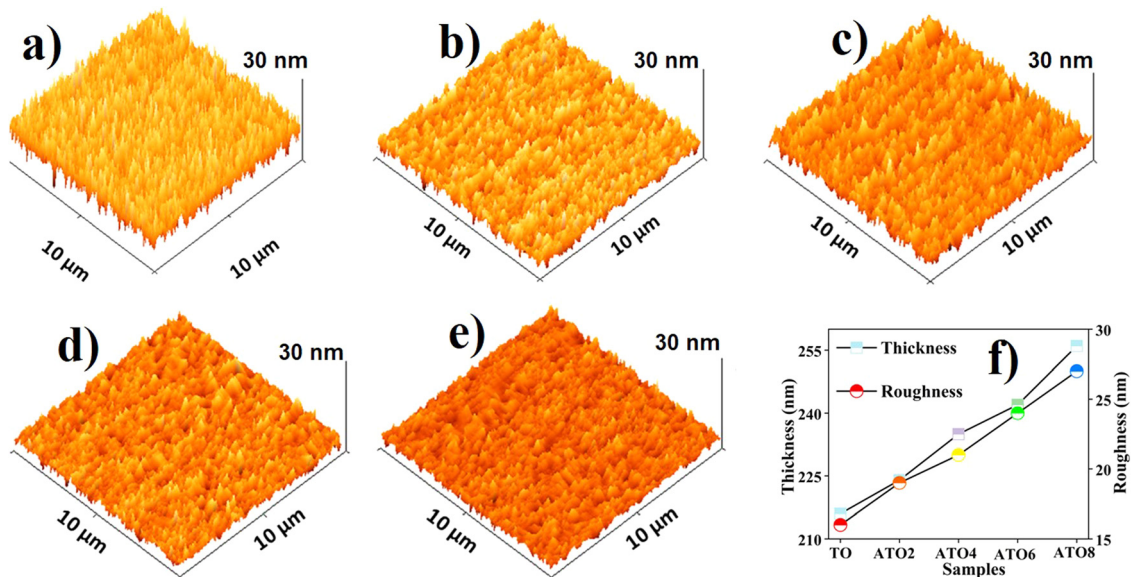 a)
30 nm
10 µm
10 µm
b)
30 nm
10 µm
10 µm
c)
30 nm
10 µm
10 µm
d)
30 nm
10 µm
10 µm
e)
30 nm
10 µm
10 µm
f)
Thickness
Roughness
Thickness (nm)
255
240
225
210
Roughness (nm)
30
25
20
15
TO ATO2 ATO4 ATO6 ATO8
Samples